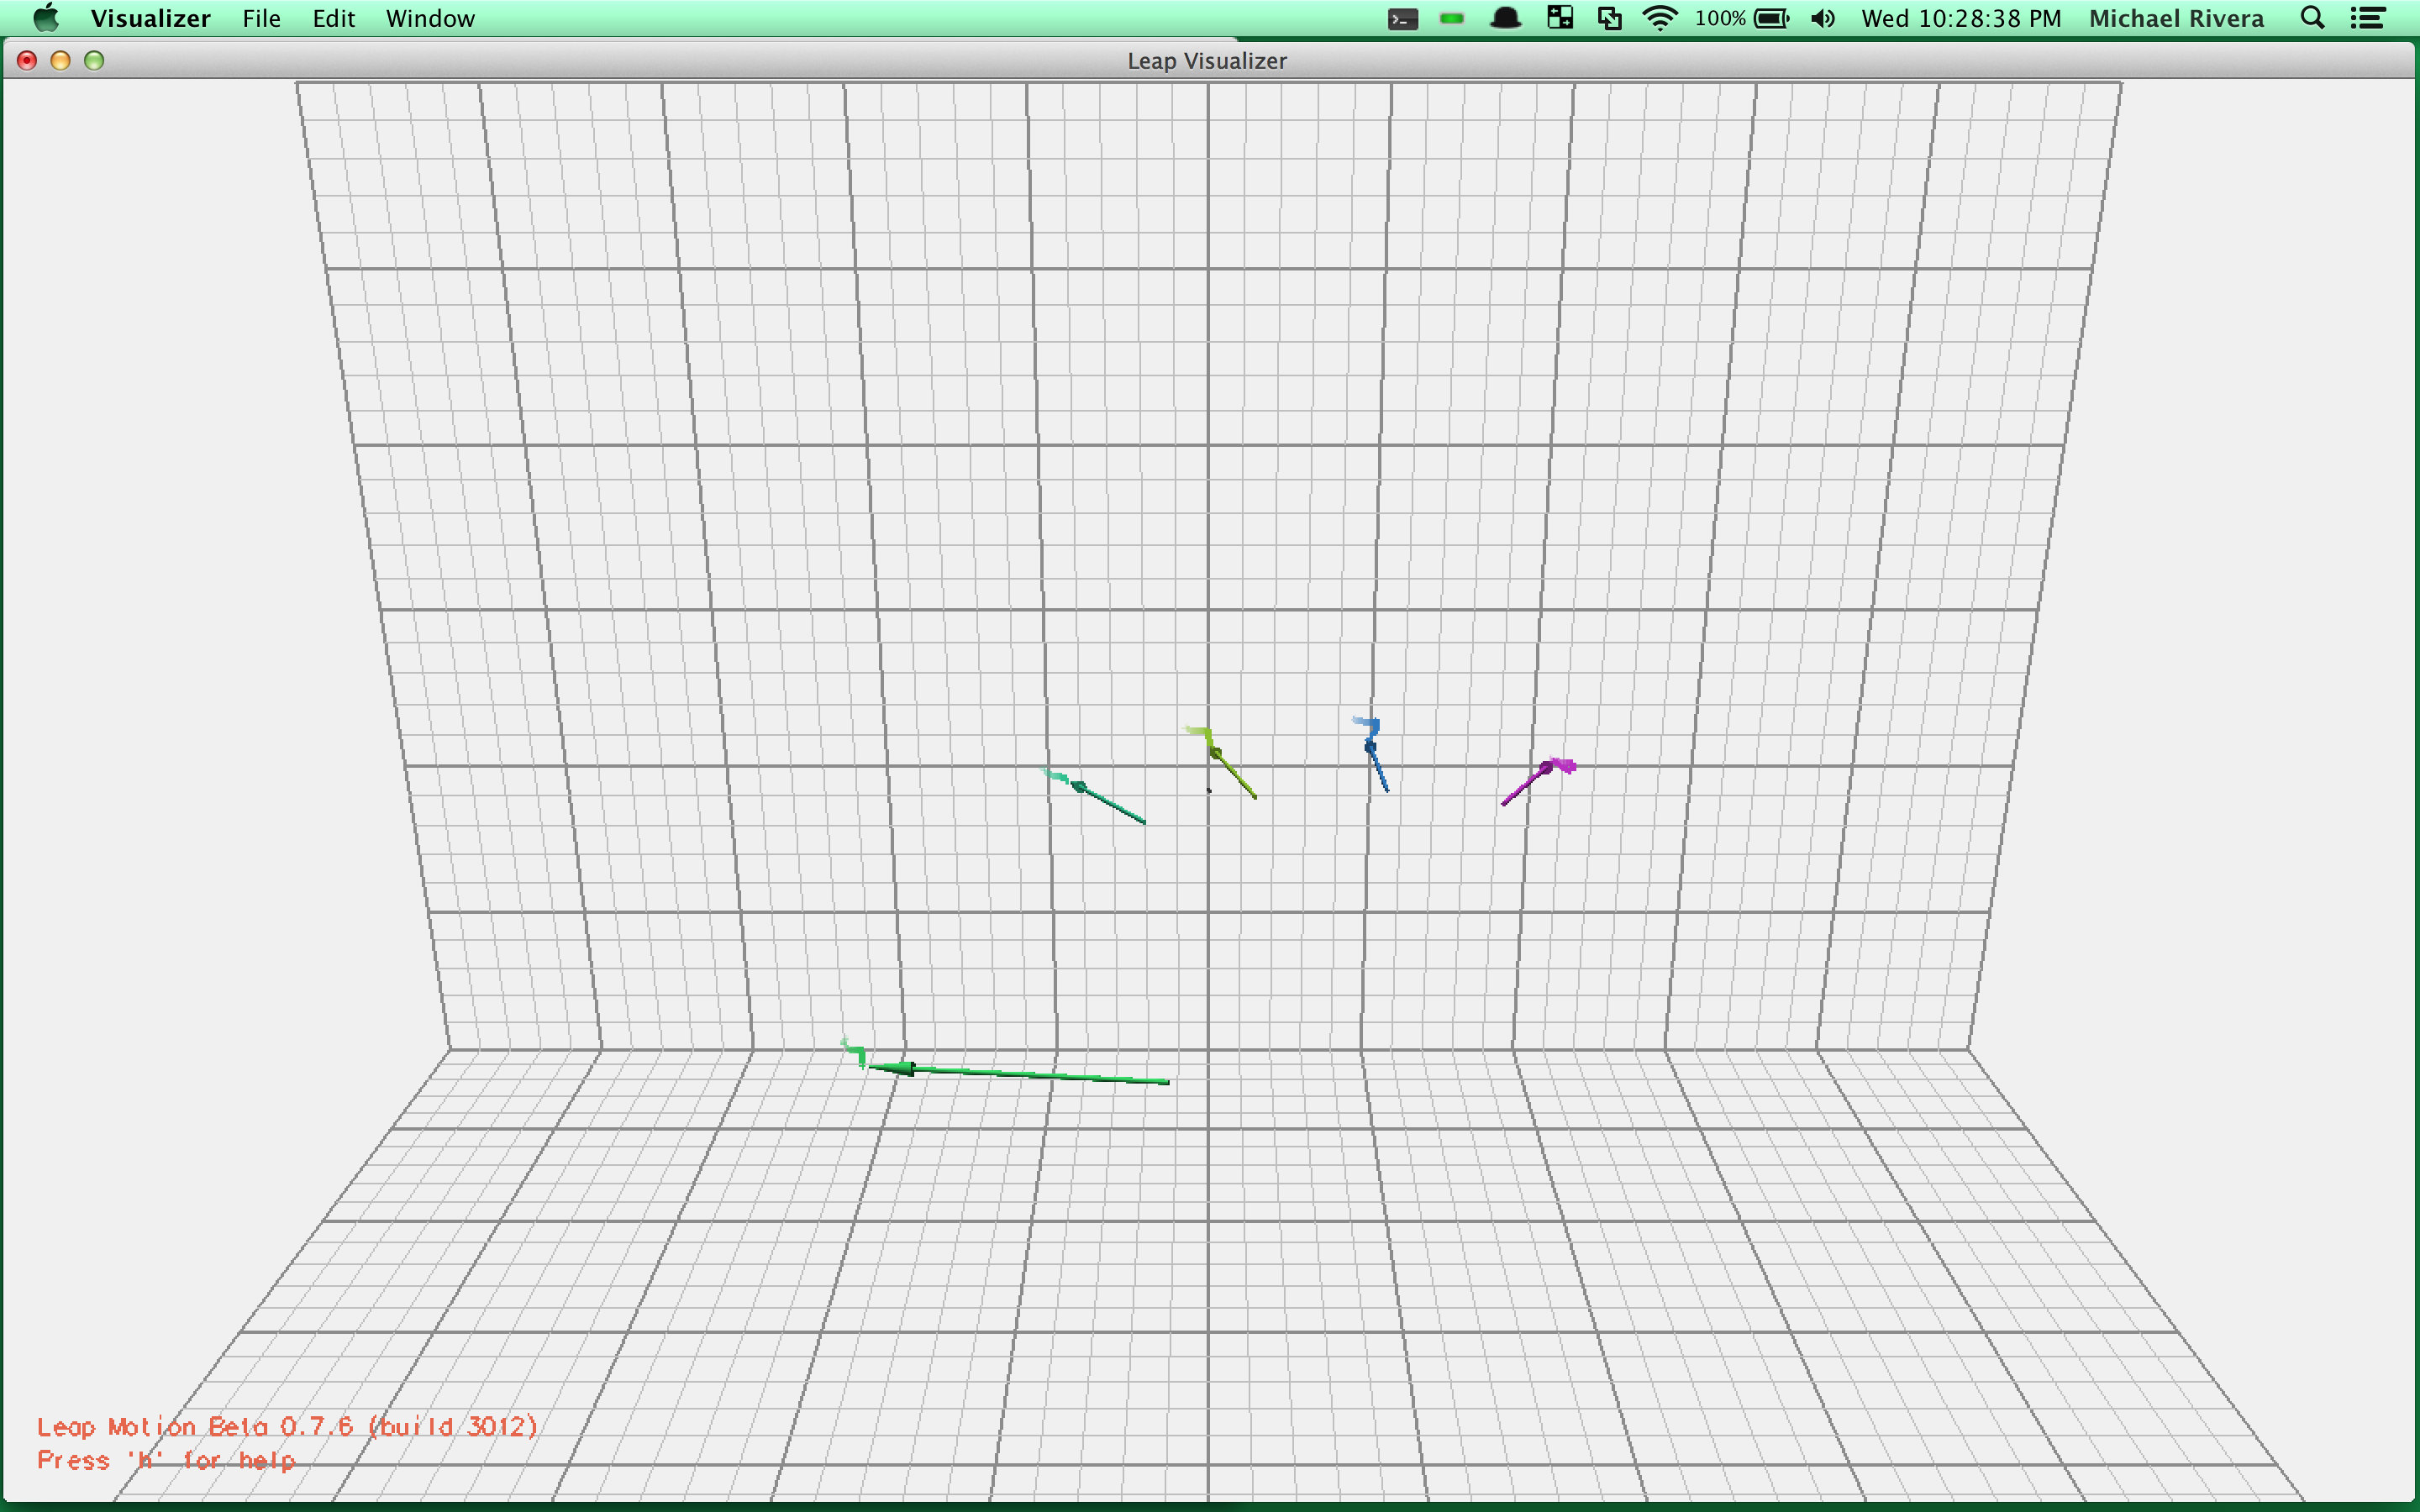 Visualizer File Edit Window 100% Wed 10:28:38 PM Michael Rivera
Leap Visualizer
Leap Motion Beta 0.7.6 (build 3012)
Press 'h' for help